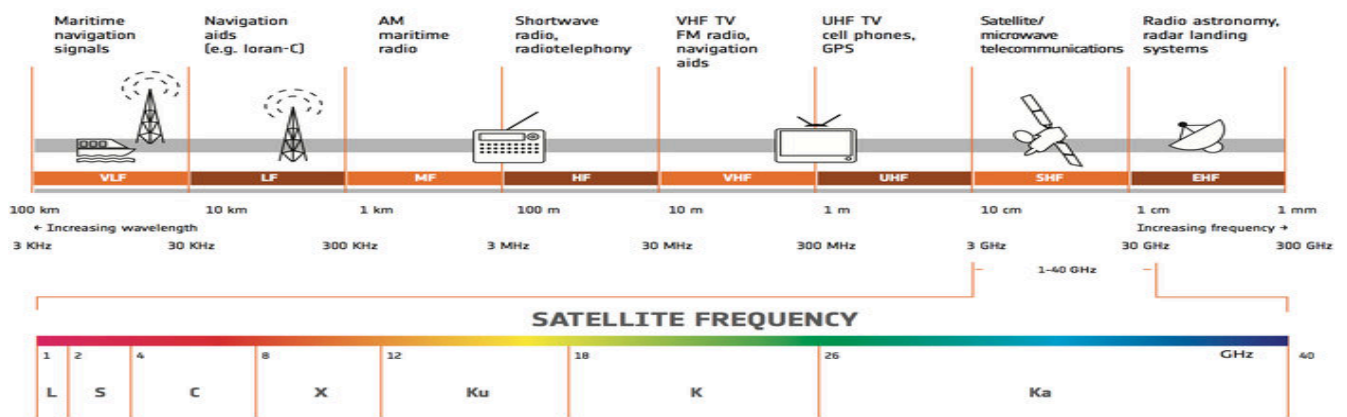 Maritime
navigation
signals
Navigation
aids
(e.g. loran-C)
AM
maritime
radio
Shortwave
radio,
radiotelephony
VHF TV
FM radio,
navigation
aids
UHF TV
cell phones,
GPS
Satellite/
microwave
telecommunications
Radio astronomy,
radar landing
systems
VLF LF MF HF VHF UHF SHF EHF
100 km 10 km 1 km 100 m 10 m 1 m 10 cm 1 cm 1 mm
← Increasing wavelength Increasing frequency →
3 KHz 30 KHz 300 KHz 3 MHz 30 MHz 300 MHz 3 GHz 30 GHz 300 GHz
1-40 GHz
SATELLITE FREQUENCY
1 2 4 8 12 18 26 GHz 40
L S C X Ku K Ka